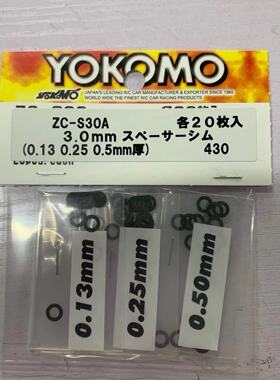 YOKOMO
JAPAN'S LEADING R/C CAR MANUFACTURER & EXPORTER SINCE 1965
WORLD WIDE THE FINEST R/C CAR RACING PRODUCTS
YOKOMO
ZC-S30A 各20枚入
3.0mm スペーサーシム
(0.13 0.25 0.5mm厚) 430
0.13mm
0.25mm
0.50mm